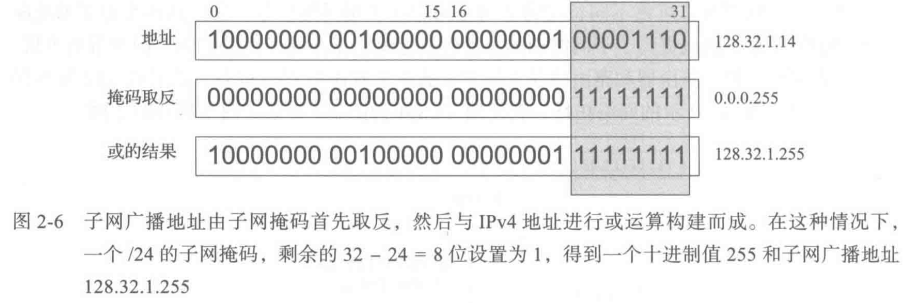 0 15 16 31
地址 10000000 00100000 00000001 00001110 128.32.1.14
掩码取反 00000000 00000000 00000000 11111111 0.0.0.255
或的结果 10000000 00100000 00000001 11111111 128.32.1.255
图 2-6 子网广播地址由子网掩码首先取反，然后与 IPv4 地址进行或运算构建而成。在这种情况下，
一个 /24 的子网掩码，剩余的 32 – 24 = 8 位设置为 1，得到一个十进制值 255 和子网广播地址
128.32.1.255